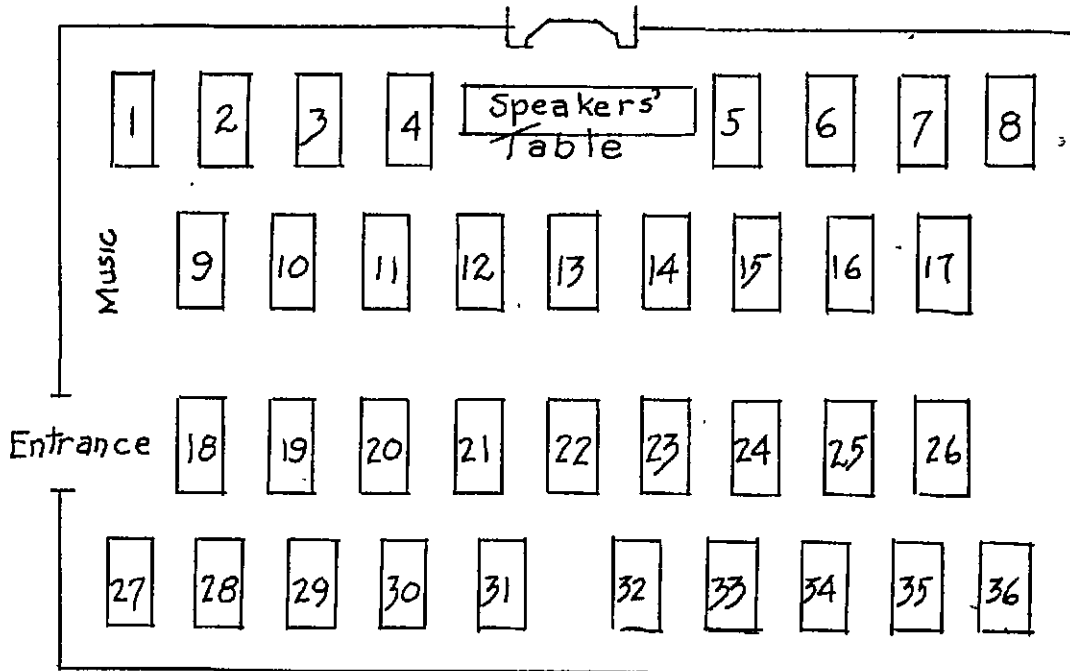 1 2 3 4 Speakers' 5 6 7 8
Table
Music 9 10 11 12 13 14 15 16 17
Entrance 18 19 20 21 22 23 24 25 26
27 28 29 30 31 32 33 34 35 36